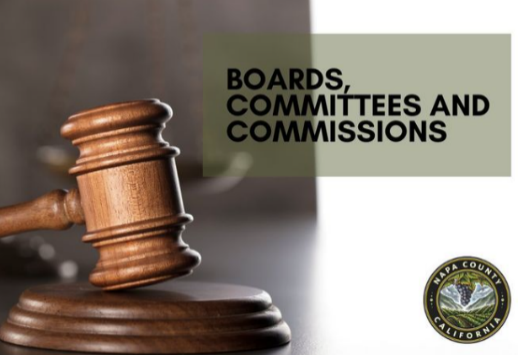 BOARDS,
COMMITTEES AND
COMMISSIONS
NAPA COUNTY
CALIFORNIA